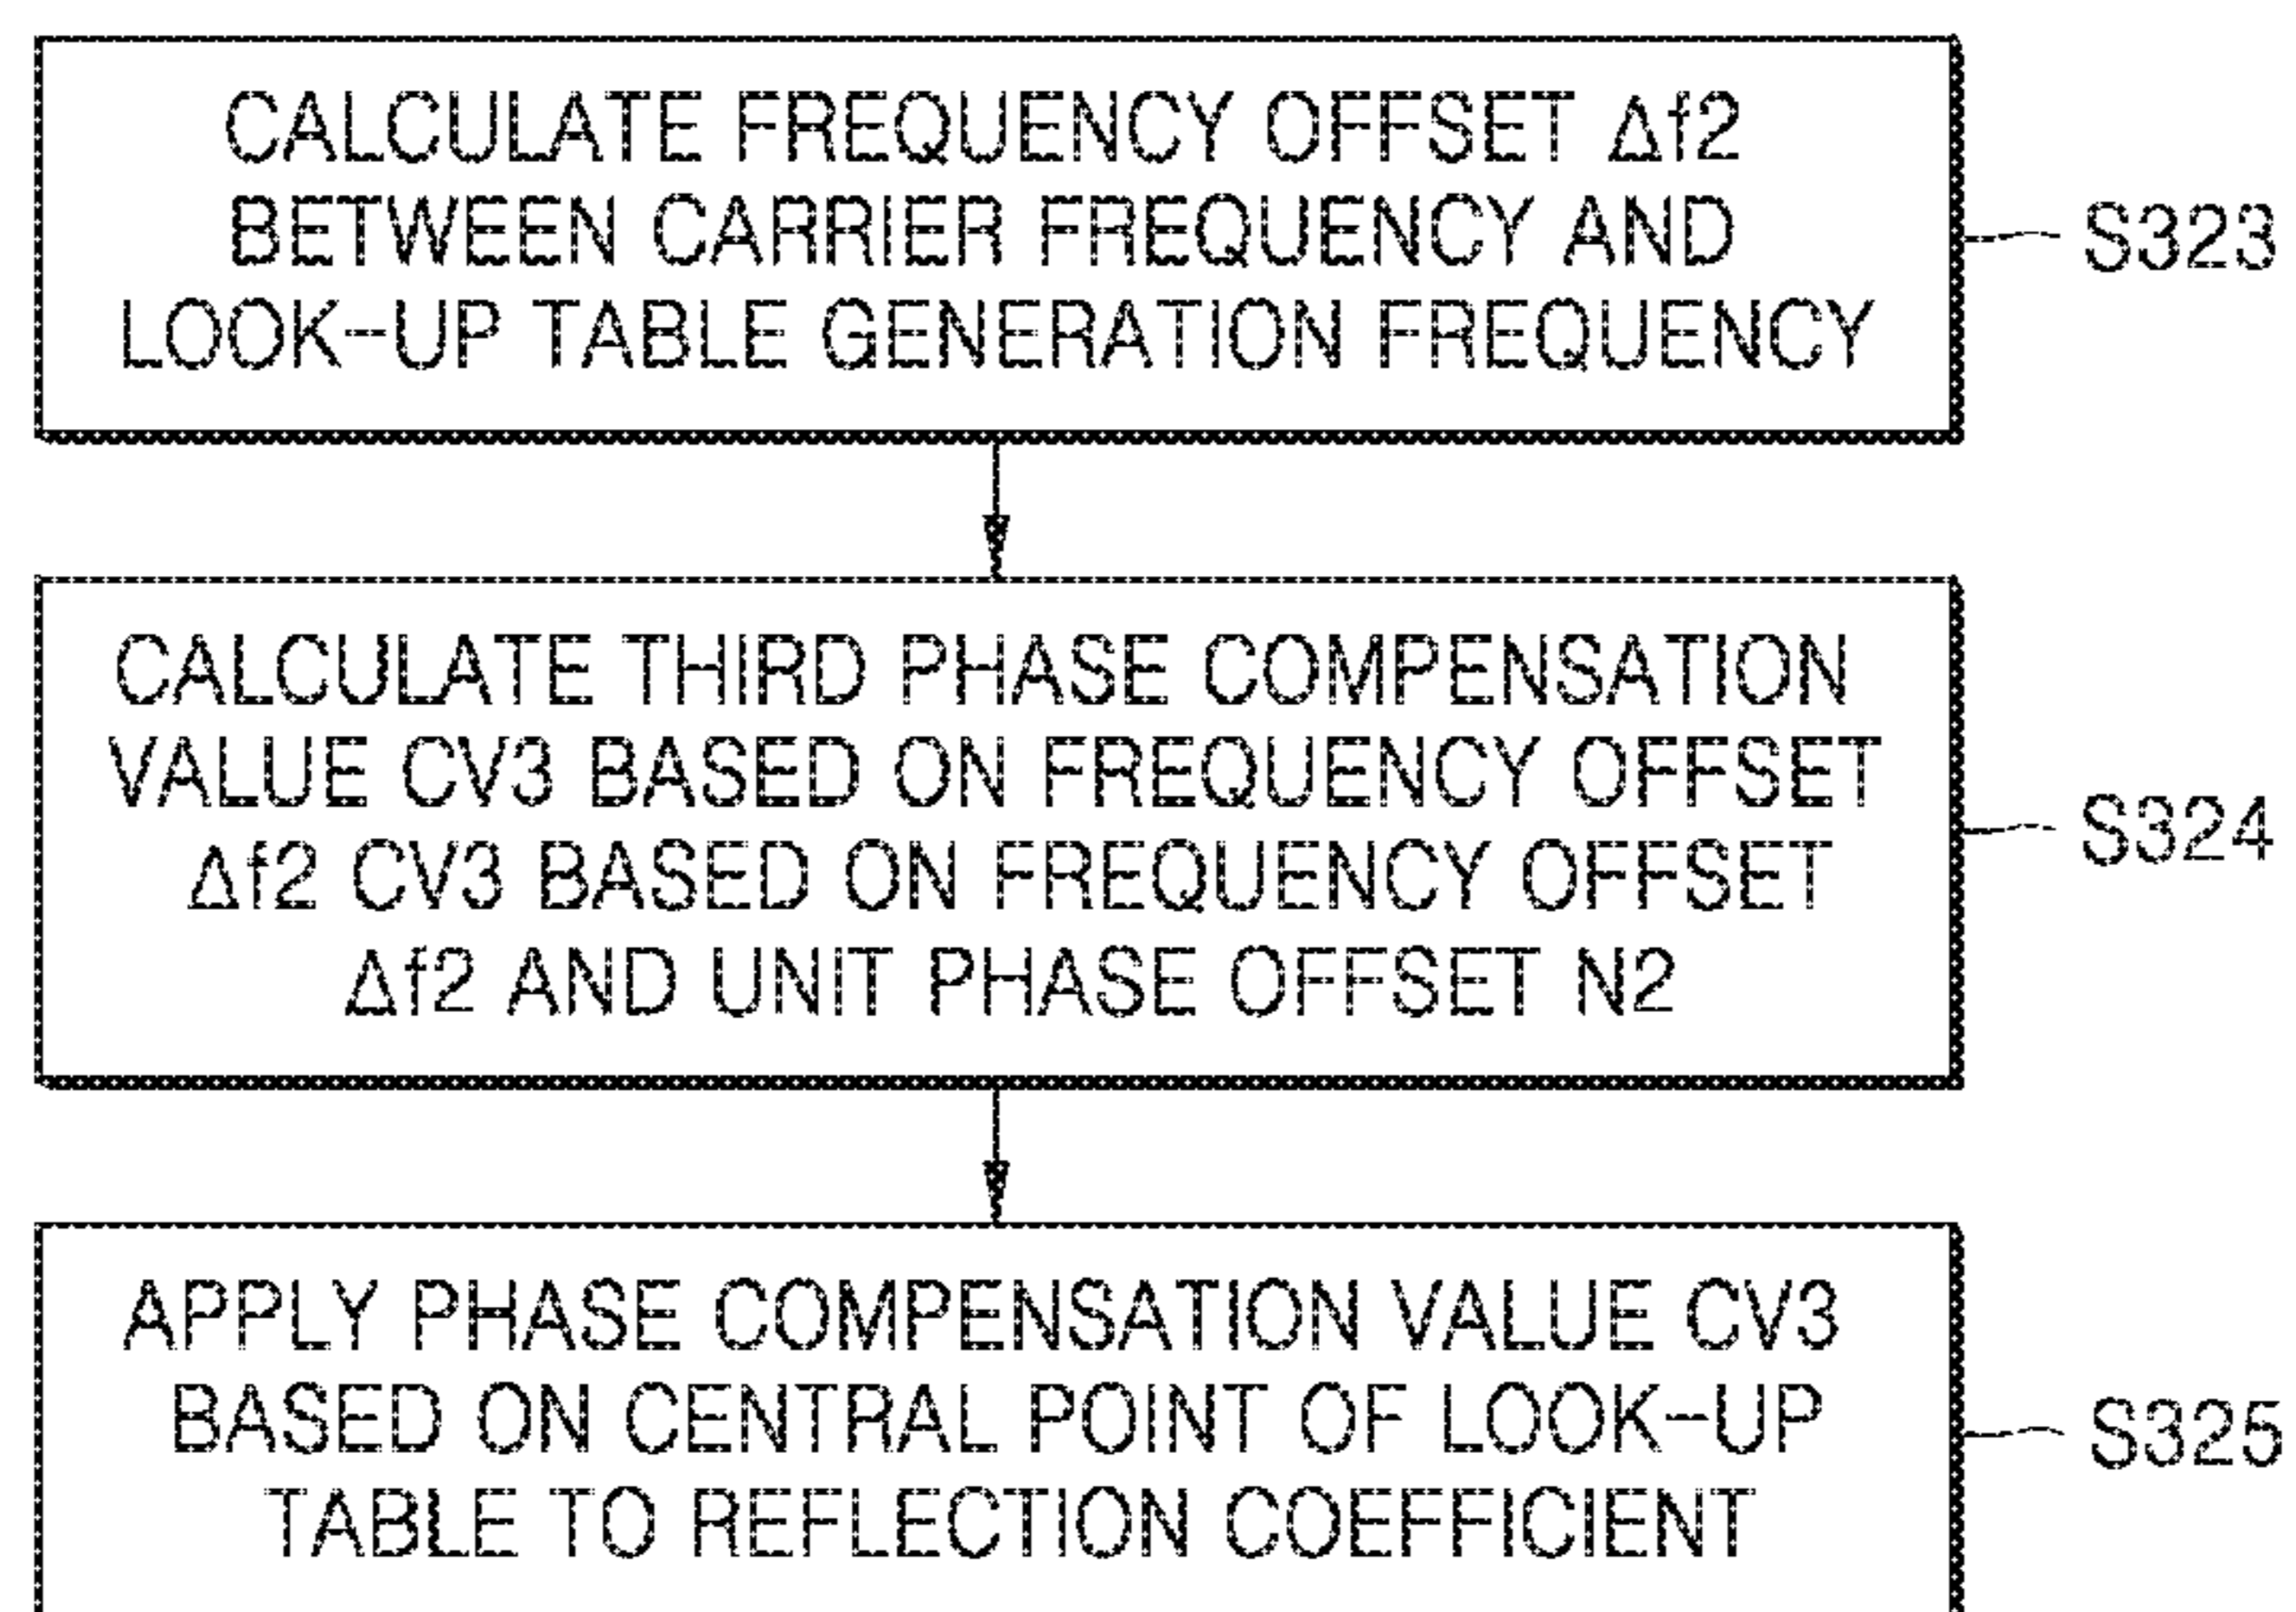 CALCULATE FREQUENCY OFFSET Δf2
BETWEEN CARRIER FREQUENCY AND
LOOK-UP TABLE GENERATION FREQUENCY
S323
CALCULATE THIRD PHASE COMPENSATION
VALUE CV3 BASED ON FREQUENCY OFFSET
Δf2 CV3 BASED ON FREQUENCY OFFSET
Δf2 AND UNIT PHASE OFFSET N2
S324
APPLY PHASE COMPENSATION VALUE CV3
BASED ON CENTRAL POINT OF LOOK-UP
TABLE TO REFLECTION COEFFICIENT
S325